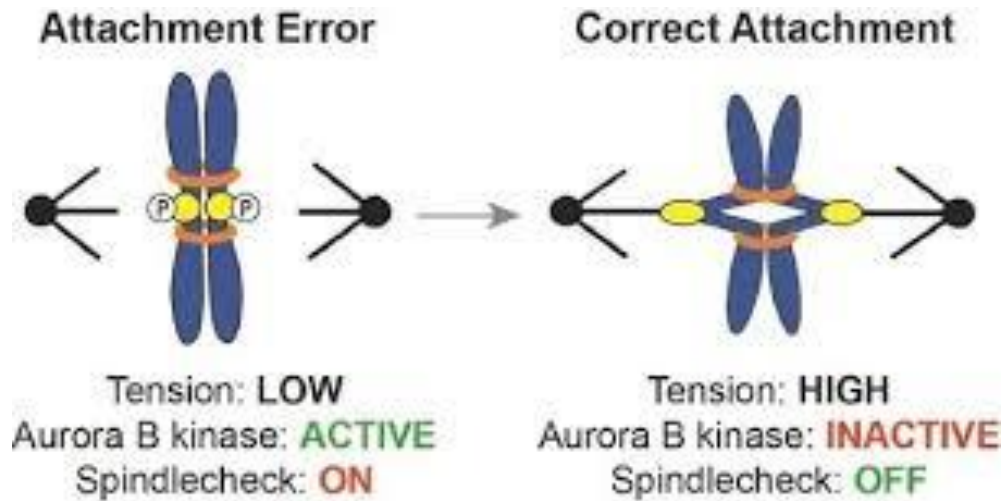 Attachment Error
Correct Attachment
P P
Tension: LOW
Aurora B kinase: ACTIVE
Spindlecheck: ON
Tension: HIGH
Aurora B kinase: INACTIVE
Spindlecheck: OFF